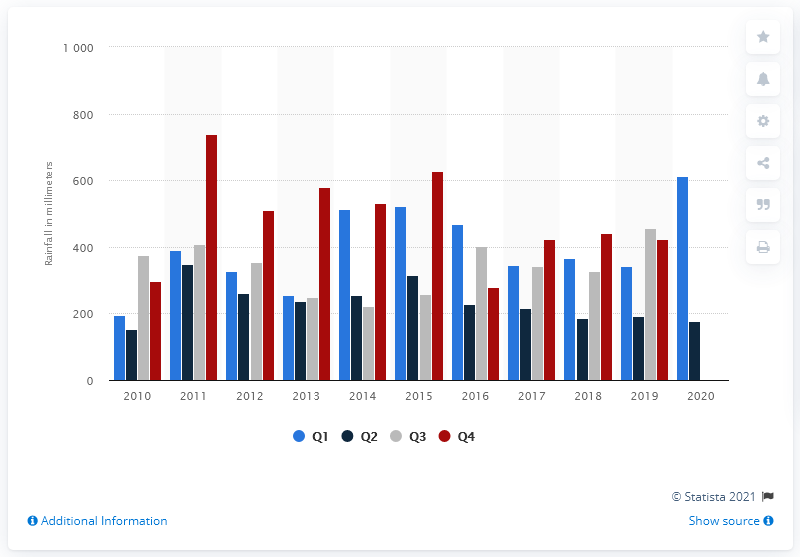 1 000
800
600
400
200
0
Rainfall in millimeters
2010 2011 2012 2013 2014 2015 2016 2017 2018 2019 2020
Q1 Q2 Q3 Q4
© Statista 2021
Additional Information
Show source